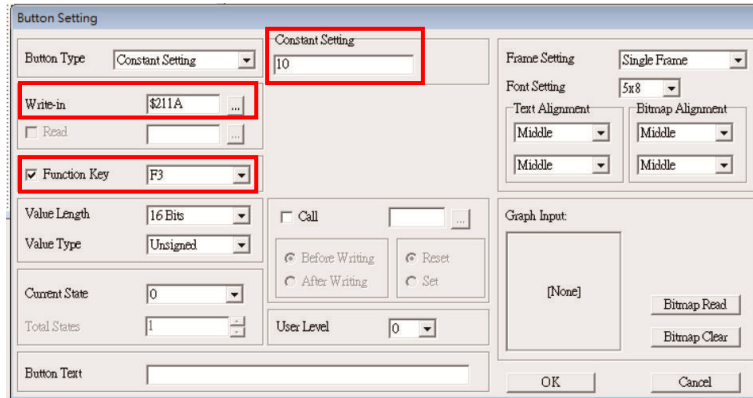 Button Setting
Button Type Constant Setting
Constant Setting
10
Write-in $211A ...
Read ...
Function Key F3
Value Length 16 Bits
Value Type Unsigned
Current State 0
Total States 1
Call ...
Before Writing Reset
After Writing Set
User Level 0
Button Text
Frame Setting Single Frame
Font Setting 5x8
Text Alignment Bitmap Alignment
Middle Middle
Middle Middle
Graph Input:
[None]
Bitmap Read
Bitmap Clear
OK Cancel